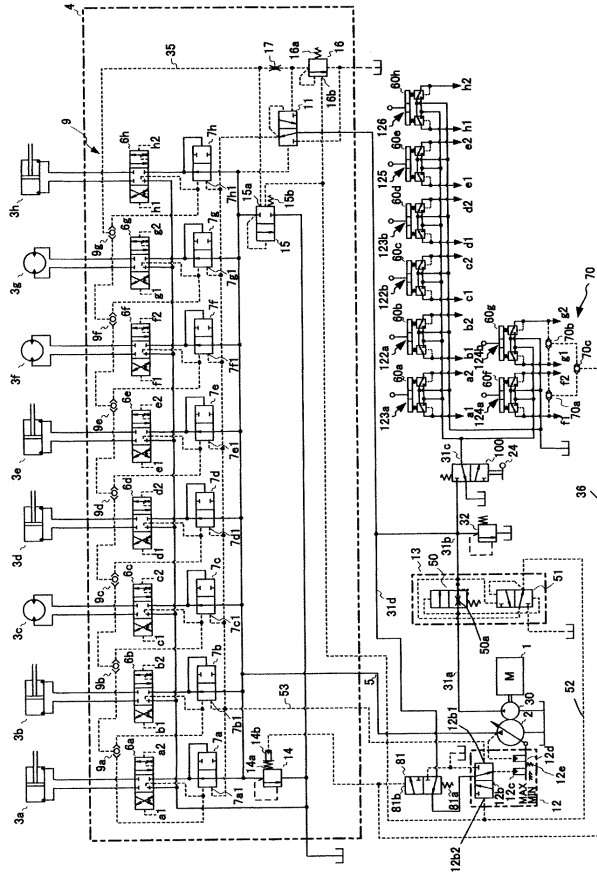 4
9
35
17
16a
16
16b
11
3a
3b
3c
3d
3e
3f
3g
3h
9a
9b
9c
9d
9e
9f
9g
6a
6b
6c
6d
6e
6f
6g
6h
a1
a2
b1
b2
c1
c2
d1
d2
e1
e2
f1
f2
g1
g2
h1
h2
7a
7b
7c
7d
7e
7f
7g
7h
7a1
7b1
7c1
7d1
7e1
7f1
7g1
7h1
14a
14b
14
15a
15b
15
53
5
31d
60a
60b
60c
60d
60e
60h
123a
122a
122b
123b
125
126
a1
a2
b1
b2
c1
c2
d1
d2
e1
e2
h1
h2
60f
60g
124a
f1
f2
g1
g2
70
70a
70b
70c
31c
100
24
32
31b
13
50
50a
51
31a
M
1
30
2
52
36
81
81b
81a
12b1
12b
12b2
12c
12d
12e
12
MAX
MIN